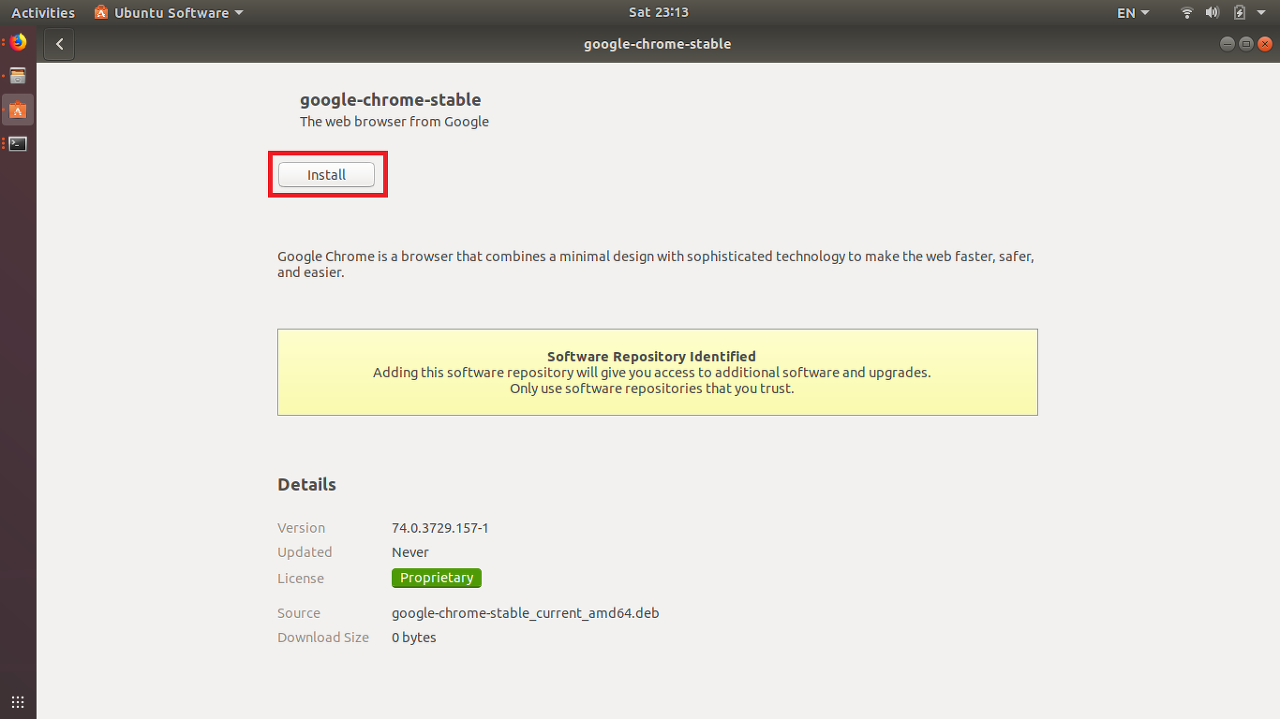 Activities Ubuntu Software Sat 23:13 EN
google-chrome-stable
google-chrome-stable
The web browser from Google
Install
Google Chrome is a browser that combines a minimal design with sophisticated technology to make the web faster, safer,
and easier.
Software Repository Identified
Adding this software repository will give you access to additional software and upgrades.
Only use software repositories that you trust.
Details
Version 74.0.3729.157-1
Updated Never
License Proprietary
Source google-chrome-stable_current_amd64.deb
Download Size 0 bytes